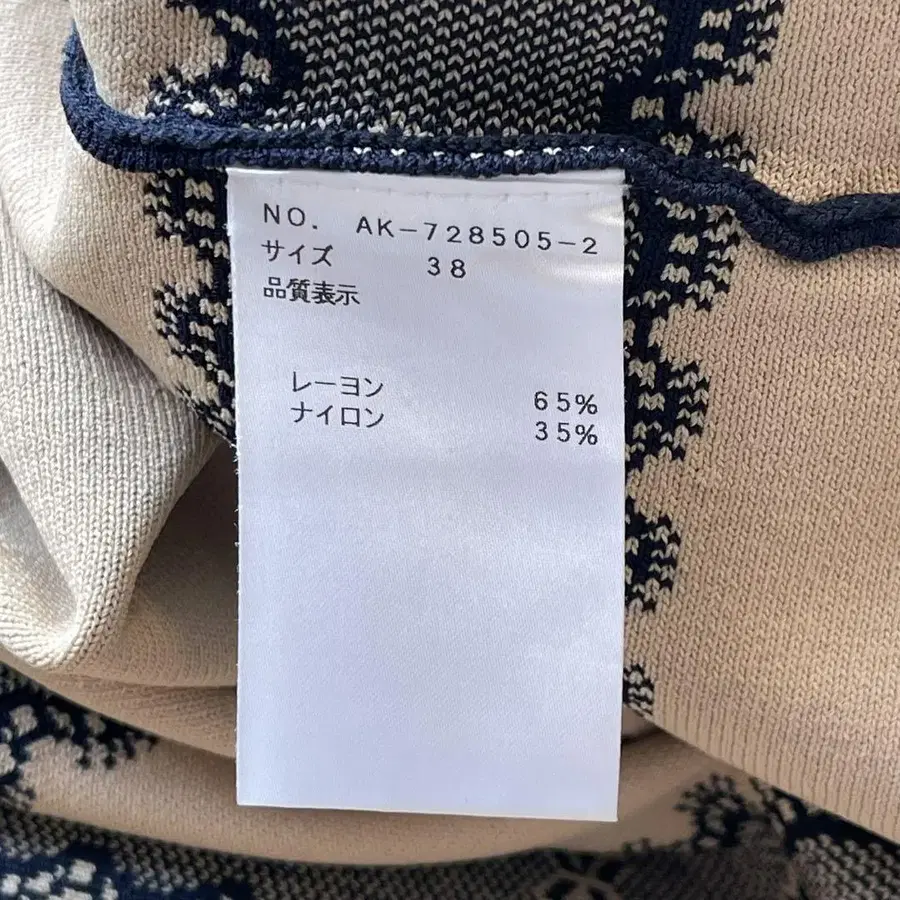 NO. AK-728505-2
サイズ 38
品質表示
レーヨン 65%
ナイロン 35%